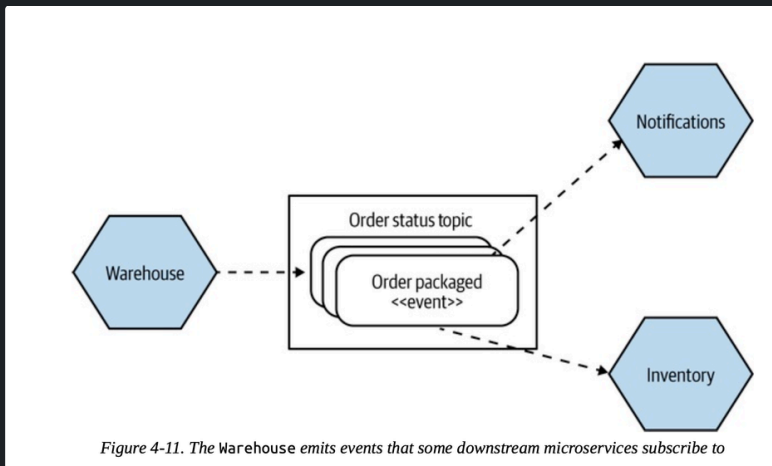 Notifications
Order status topic
Warehouse
Order packaged
<<event>>
Inventory
Figure 4-11. The Warehouse emits events that some downstream microservices subscribe to